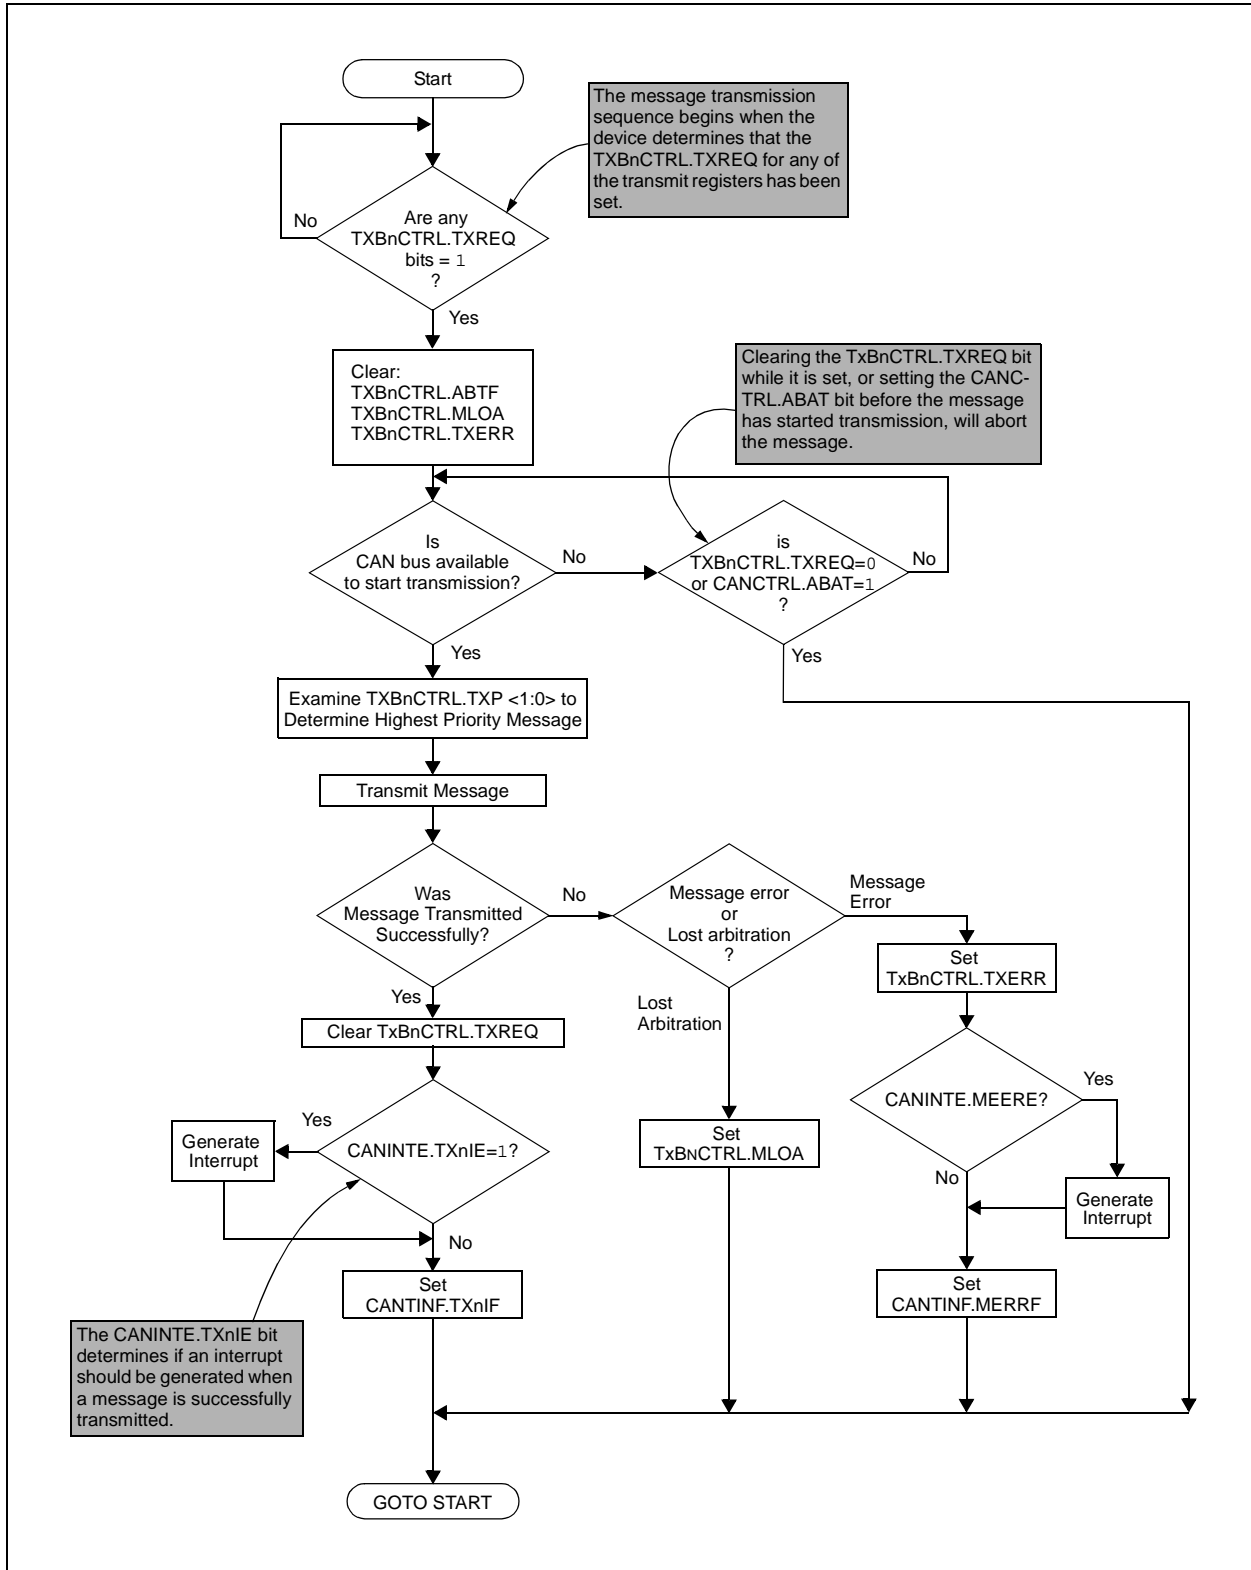 Start
The message transmission
sequence begins when the
device determines that the
TXBnCTRL.TXREQ for any of
the transmit registers has been
set.
No
Are any
TXBnCTRL.TXREQ
bits = 1
?
Yes
Clear:
TXBnCTRL.ABTF
TXBnCTRL.MLOA
TXBnCTRL.TXERR
Clearing the TxBnCTRL.TXREQ bit
while it is set, or setting the CANC-
TRL.ABAT bit before the message
has started transmission, will abort
the message.
Is
CAN bus available
to start transmission?
No
is
TXBnCTRL.TXREQ=0
or CANCTRL.ABAT=1
?
No
Yes
Yes
Examine TXBnCTRL.TXP <1:0> to
Determine Highest Priority Message
Transmit Message
Was
Message Transmitted
Successfully?
No
Message error
or
Lost arbitration
?
Message
Error
Yes
Lost
Arbitration
Set
TxBnCTRL.TXERR
Clear TxBnCTRL.TXREQ
CANINTE.MEERE?
Yes
Yes
Generate
Interrupt
CANINTE.TXnIE=1?
Set
TxBNCTRL.MLOA
No
Generate
Interrupt
No
Set
CANTINF.TXnIF
Set
CANTINF.MERRF
The CANINTE.TXnIE bit
determines if an interrupt
should be generated when
a message is successfully
transmitted.
GOTO START